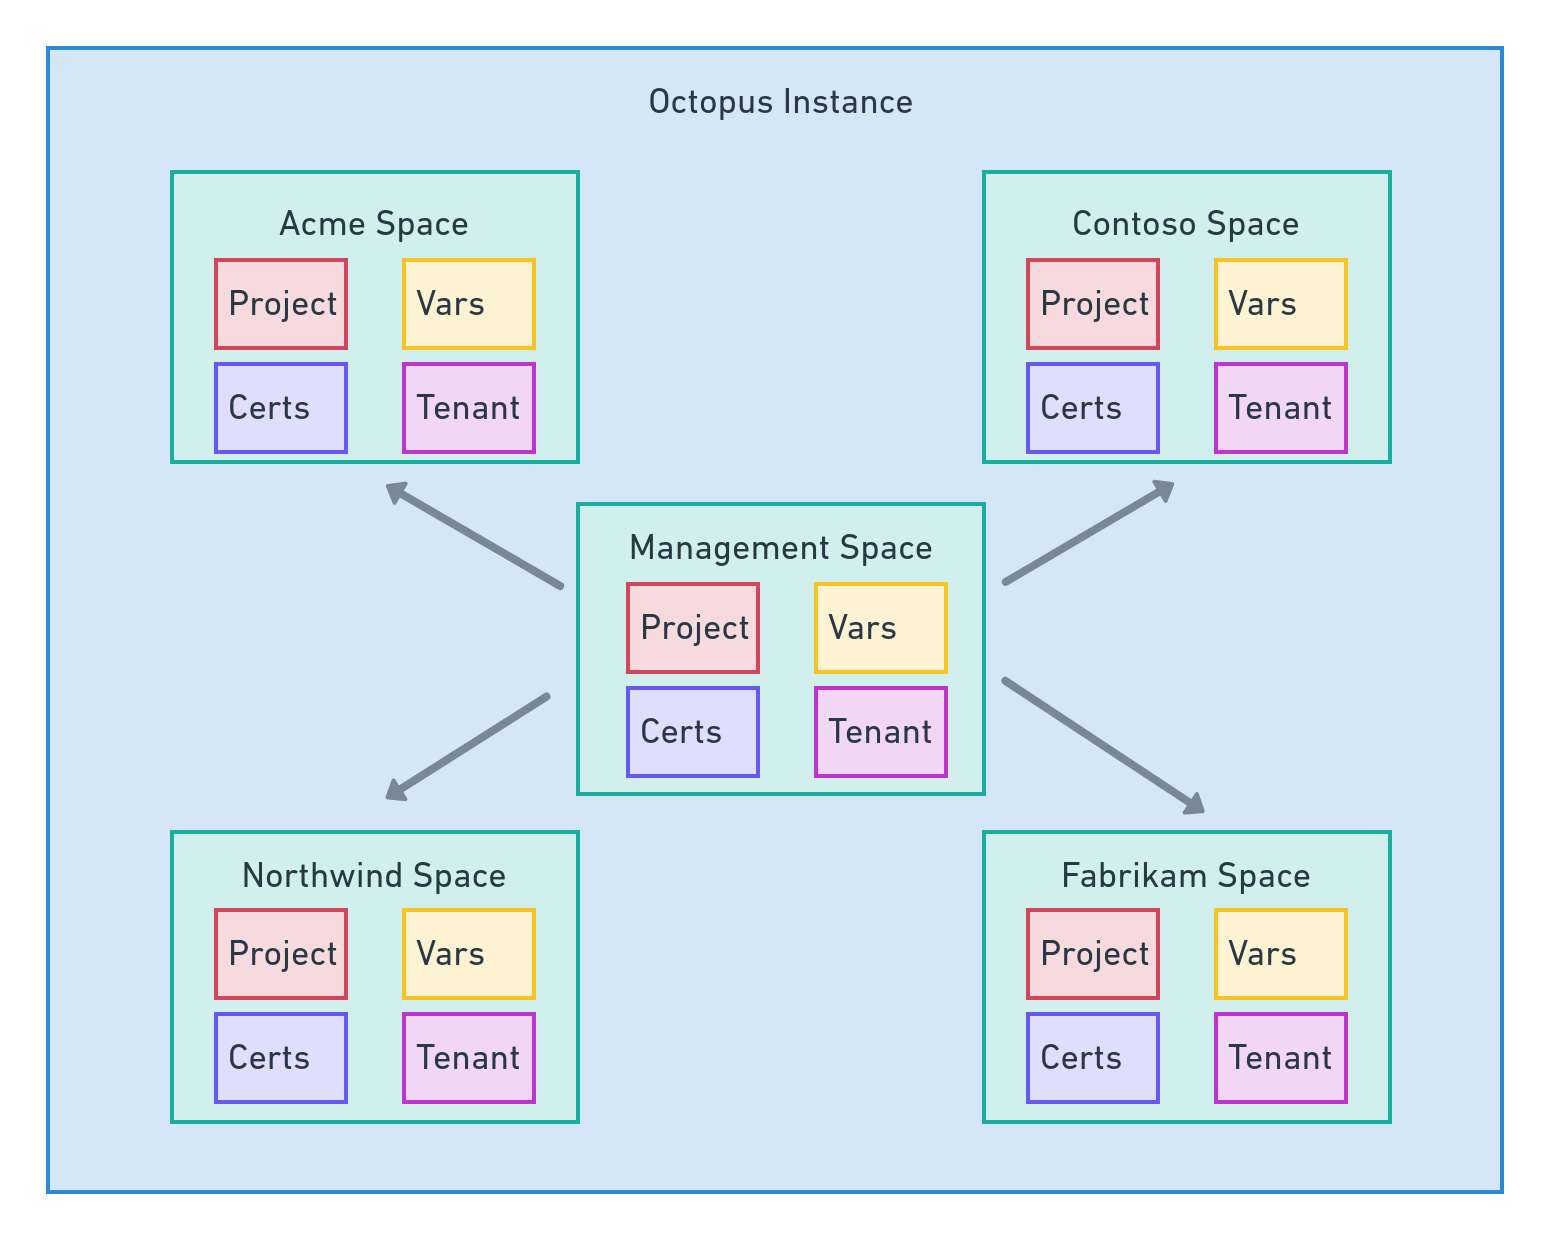 Octopus Instance
Acme Space
Project
Vars
Certs
Tenant
Contoso Space
Project
Vars
Certs
Tenant
Management Space
Project
Vars
Certs
Tenant
Northwind Space
Project
Vars
Certs
Tenant
Fabrikam Space
Project
Vars
Certs
Tenant